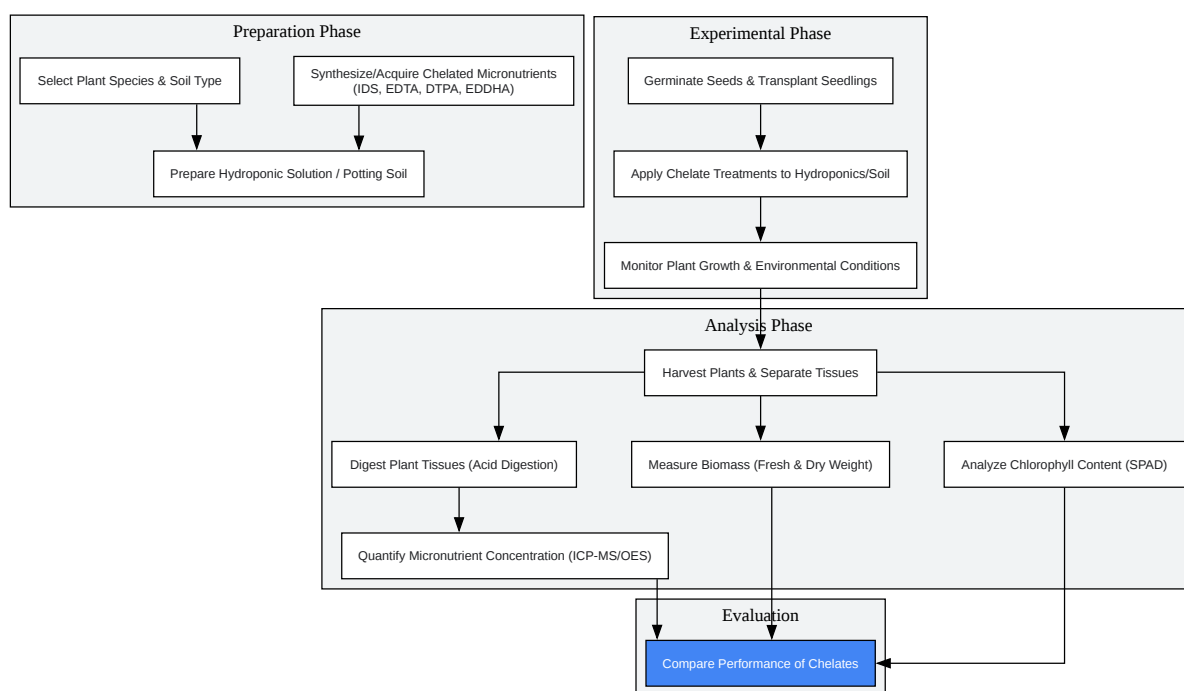 Preparation Phase
Select Plant Species & Soil Type
Synthesize/Acquire Chelated Micronutrients
(IDS, EDTA, DTPA, EDDHA)
Prepare Hydroponic Solution / Potting Soil
Experimental Phase
Germinate Seeds & Transplant Seedlings
Apply Chelate Treatments to Hydroponics/Soil
Monitor Plant Growth & Environmental Conditions
Analysis Phase
Harvest Plants & Separate Tissues
Digest Plant Tissues (Acid Digestion)
Measure Biomass (Fresh & Dry Weight)
Analyze Chlorophyll Content (SPAD)
Quantify Micronutrient Concentration (ICP-MS/OES)
Evaluation
Compare Performance of Chelates